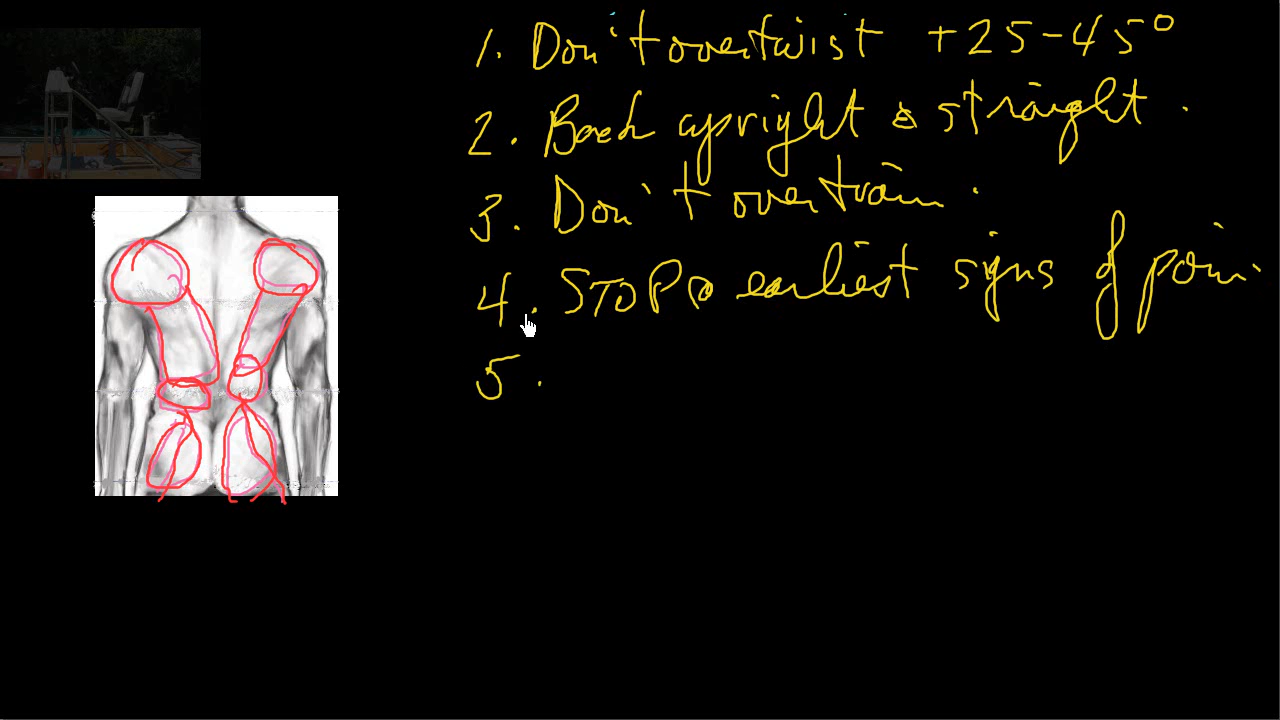 1. Don't overtwist +25-45°
2. Back upright & straight.
3. Don't overtrain.
4. STOP @ earliest signs of pain.
5.